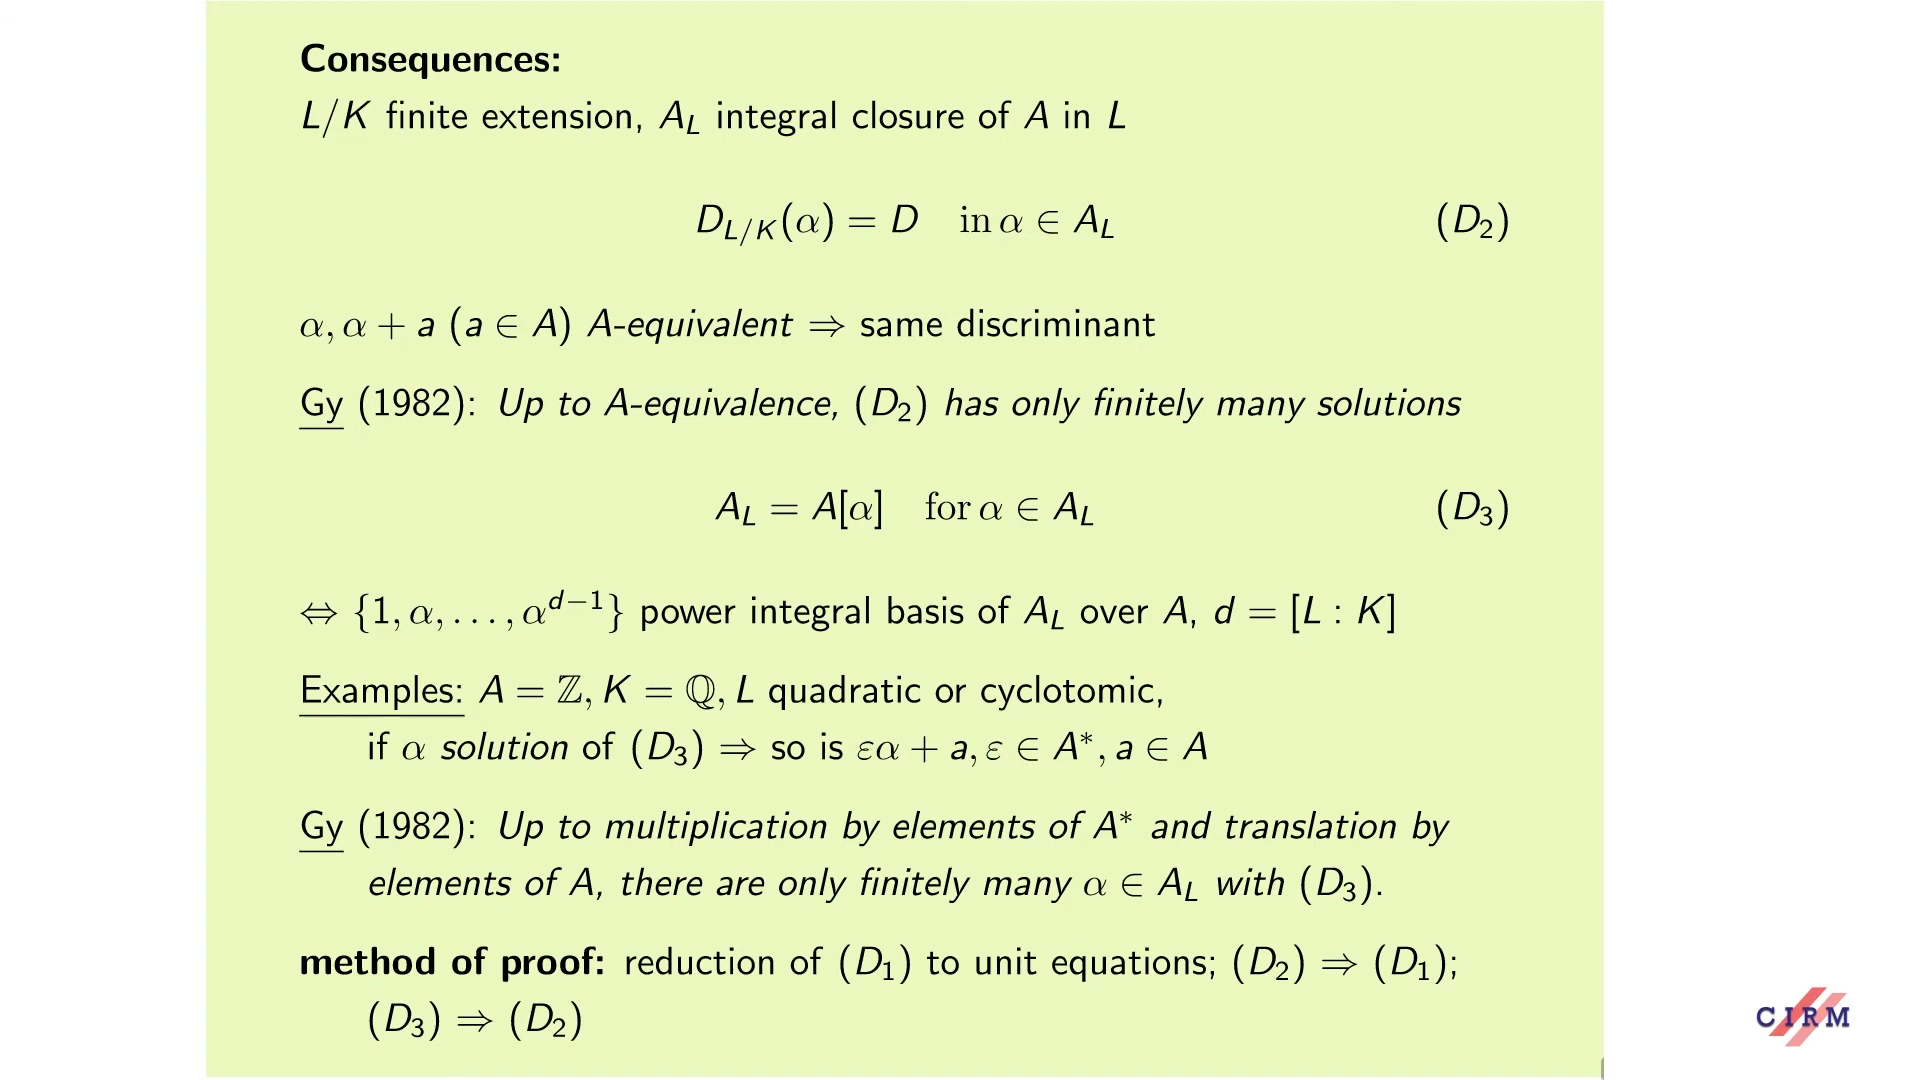 Consequences:
L/K finite extension, A_L integral closure of A in L
D_{L/K}(α) = D in α ∈ A_L (D_2)
α, α + a (a ∈ A) A-equivalent ⇒ same discriminant
Gy (1982): Up to A-equivalence, (D_2) has only finitely many solutions
A_L = A[α] for α ∈ A_L (D_3)
⇔ {1, α, . . . , α^{d−1}} power integral basis of A_L over A, d = [L : K]
Examples: A = ℤ, K = ℚ, L quadratic or cyclotomic,
if α solution of (D_3) ⇒ so is εα + a, ε ∈ A*, a ∈ A
Gy (1982): Up to multiplication by elements of A* and translation by
elements of A, there are only finitely many α ∈ A_L with (D_3).
method of proof: reduction of (D_1) to unit equations; (D_2) ⇒ (D_1);
(D_3) ⇒ (D_2)
CIRM